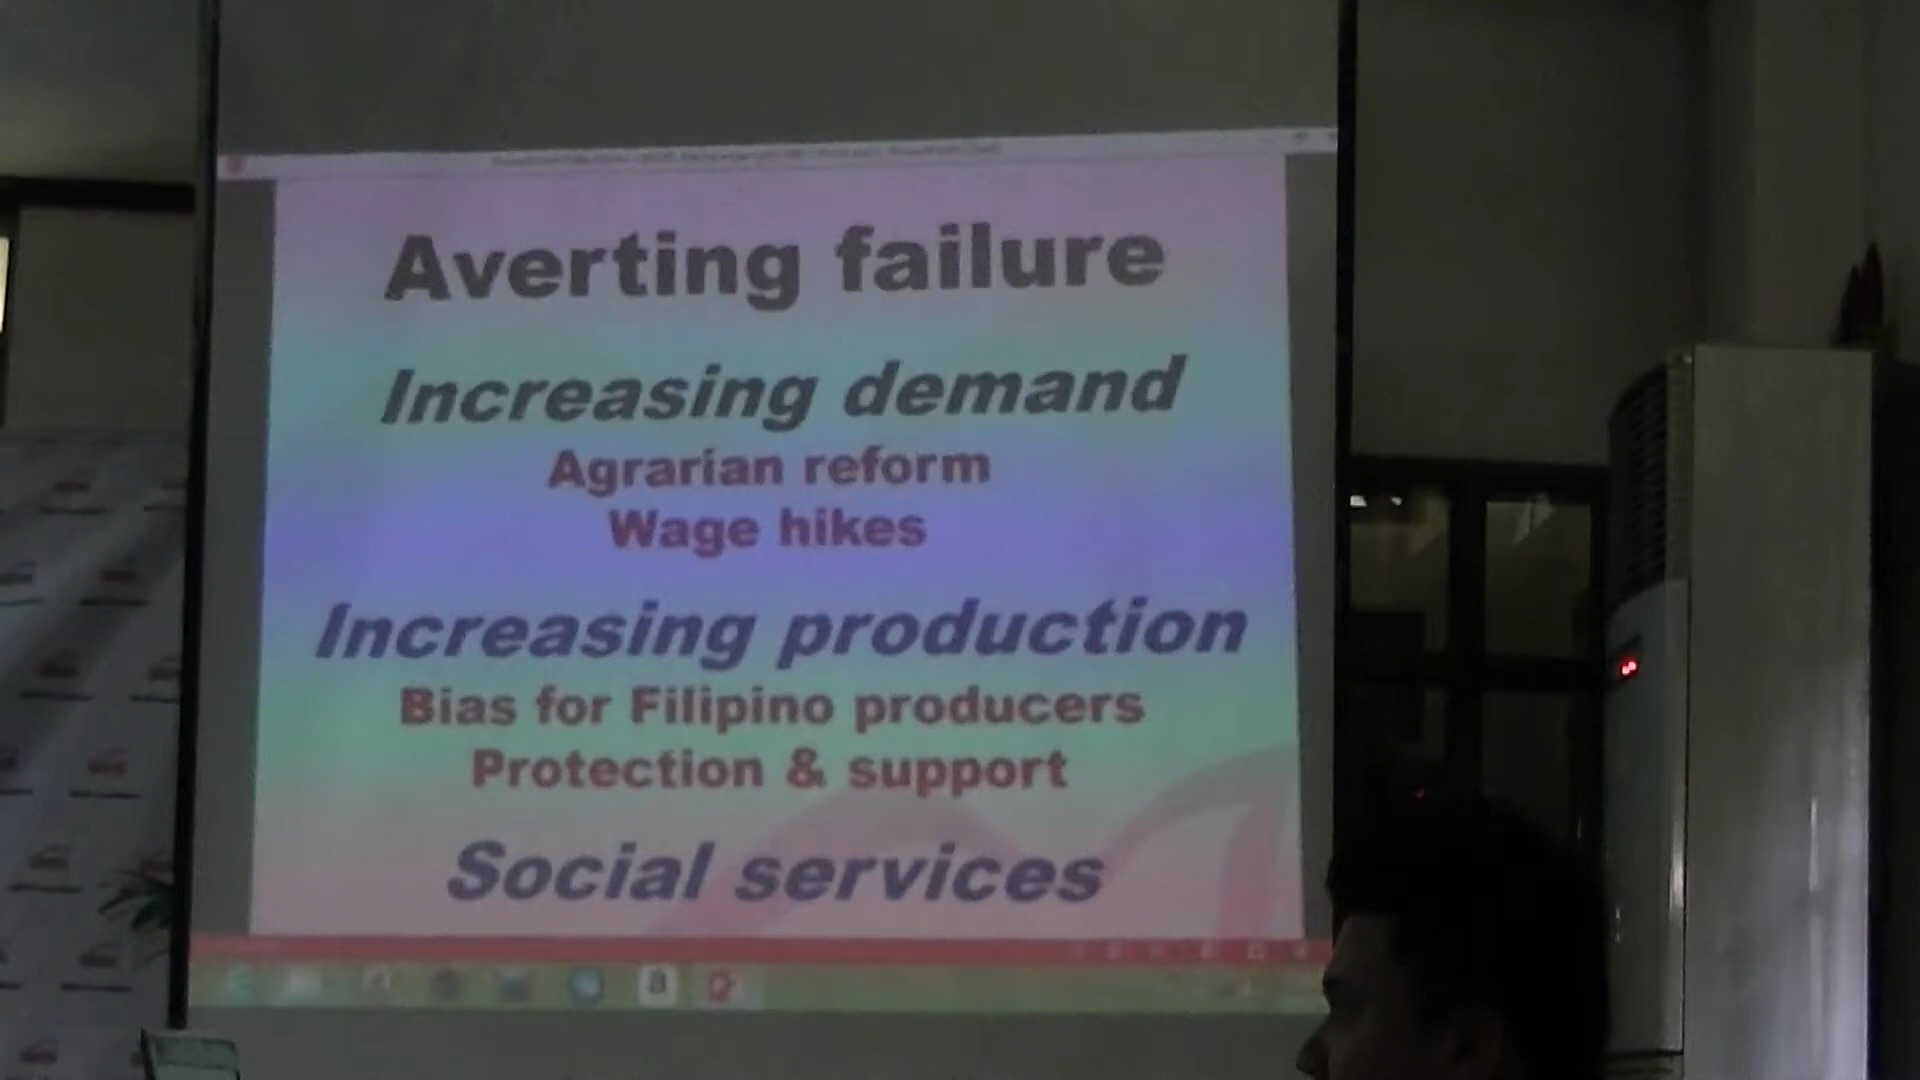 Averting failure
Increasing demand
Agrarian reform
Wage hikes
Increasing production
Bias for Filipino producers
Protection & support
Social services
a